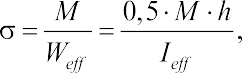 σ = M / W_eff = 0,5 · M · h / I_eff ,